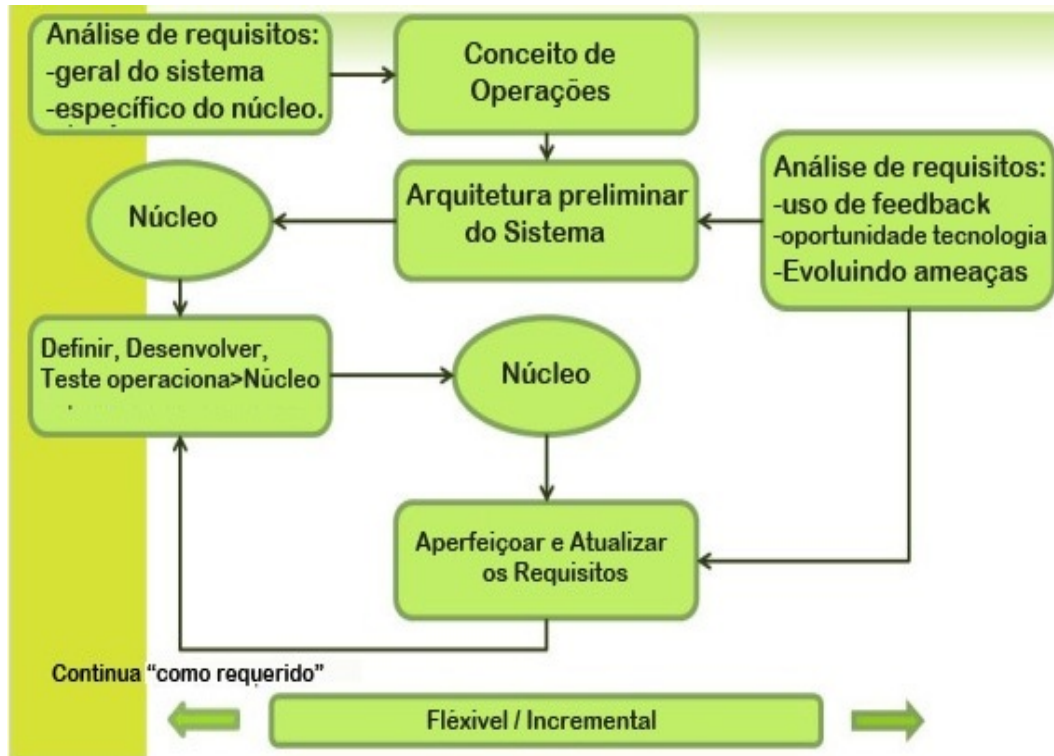 Análise de requisitos:
-geral do sistema
-específico do núcleo.
Conceito de
Operações
Análise de requisitos:
-uso de feedback
-oportunidade tecnologia
-Evoluindo ameaças
Arquitetura preliminar
do Sistema
Núcleo
Definir, Desenvolver,
Teste operaciona>Núcleo
Núcleo
Aperfeiçoar e Atualizar
os Requisitos
Continua “como requerido”
Fléxivel / Incremental